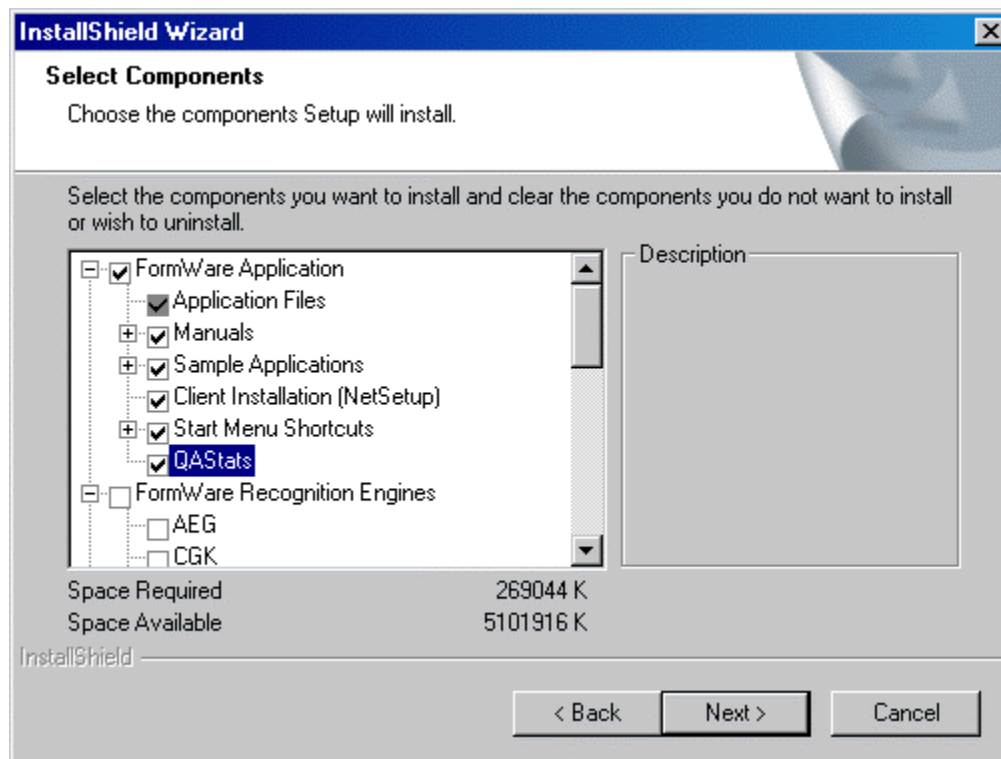 InstallShield Wizard
Select Components
Choose the components Setup will install.
Select the components you want to install and clear the components you do not want to install
or wish to uninstall.
FormWare Application
Application Files
Manuals
Sample Applications
Client Installation (NetSetup)
Start Menu Shortcuts
QAStats
FormWare Recognition Engines
AEG
CGK
Description
Space Required 269044 K
Space Available 5101916 K
InstallShield
< Back Next > Cancel